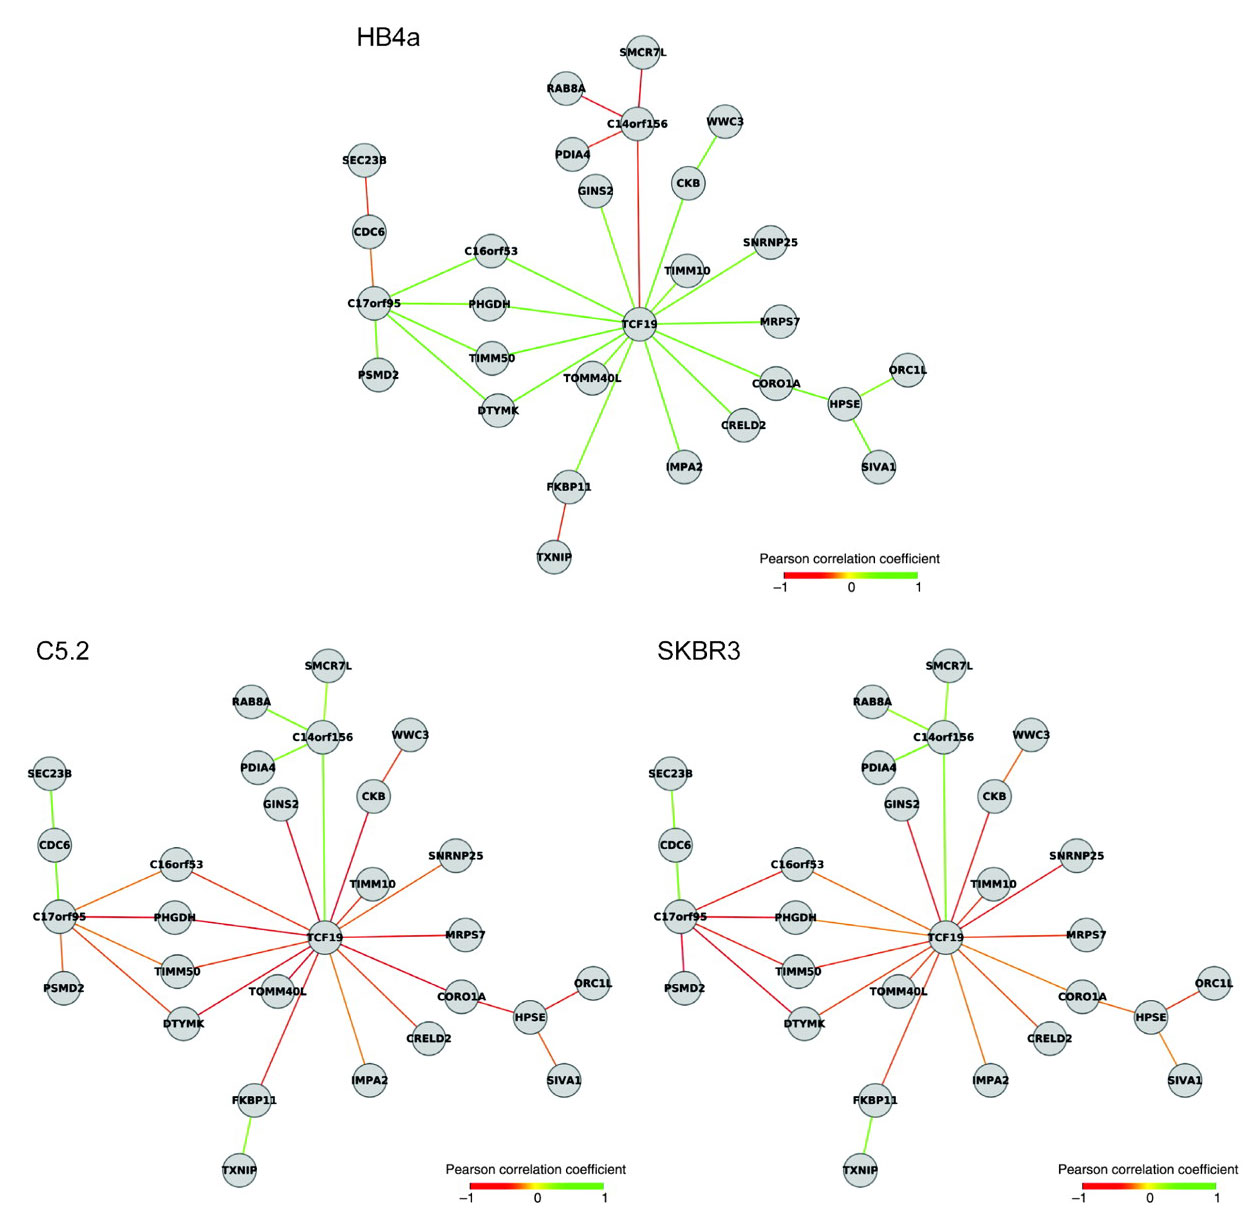 HB4a
SMCR7L
RAB8A
C14orf156
WWC3
PDIA4
SEC23B
CKB
GINS2
CDC6
SNRNP25
C16orf53
TIMM10
C17orf95
PHGDH
TCF19
MRPS7
TIMM50
ORC1L
PSMD2
TOMM40L
CORO1A
HPSE
DTYMK
CRELD2
IMPA2
SIVA1
FKBP11
TXNIP
Pearson correlation coefficient
−1 0 1
C5.2
SMCR7L
RAB8A
C14orf156
WWC3
PDIA4
SEC23B
CKB
GINS2
CDC6
SNRNP25
C16orf53
TIMM10
C17orf95
PHGDH
TCF19
MRPS7
TIMM50
ORC1L
PSMD2
TOMM40L
CORO1A
HPSE
DTYMK
CRELD2
IMPA2
SIVA1
FKBP11
TXNIP
Pearson correlation coefficient
−1 0 1
SKBR3
SMCR7L
RAB8A
C14orf156
WWC3
PDIA4
SEC23B
CKB
GINS2
CDC6
SNRNP25
C16orf53
TIMM10
C17orf95
PHGDH
TCF19
MRPS7
TIMM50
ORC1L
PSMD2
TOMM40L
CORO1A
HPSE
DTYMK
CRELD2
IMPA2
SIVA1
FKBP11
TXNIP
Pearson correlation coefficient
−1 0 1